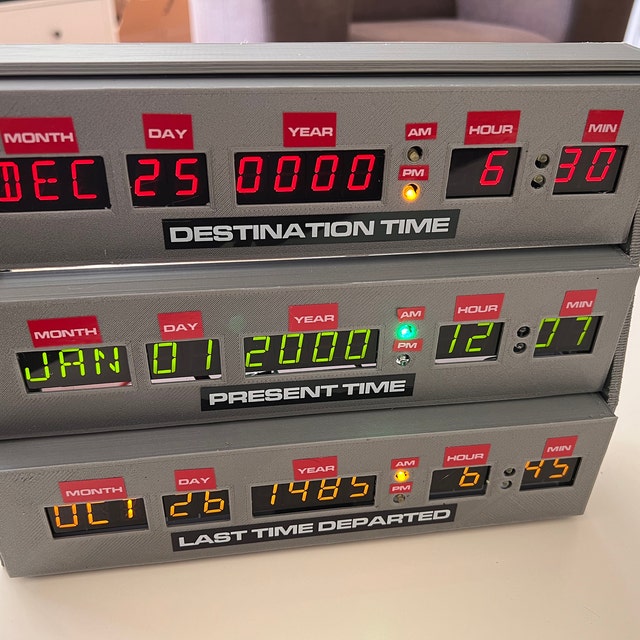 MONTH DAY YEAR AM HOUR MIN
PM
DEC 25 0000 6 30
DESTINATION TIME
MONTH DAY YEAR AM HOUR MIN
PM
JAN 01 2000 12 07
PRESENT TIME
MONTH DAY YEAR AM HOUR MIN
PM
OCT 26 1485 6 45
LAST TIME DEPARTED